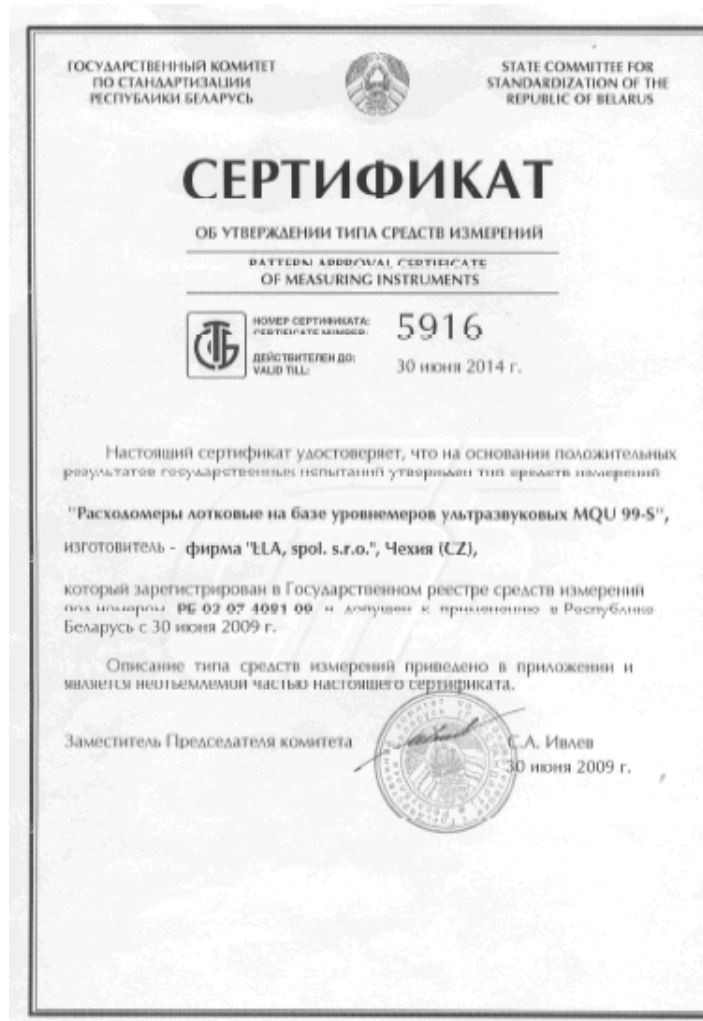 ГОСУДАРСТВЕННЫЙ КОМИТЕТ
ПО СТАНДАРТИЗАЦИИ
РЕСПУБЛИКИ БЕЛАРУСЬ
STATE COMMITTEE FOR
STANDARDIZATION OF THE
REPUBLIC OF BELARUS
СЕРТИФИКАТ
ОБ УТВЕРЖДЕНИИ ТИПА СРЕДСТВ ИЗМЕРЕНИЙ
PATTERN APPROVAL CERTIFICATE
OF MEASURING INSTRUMENTS
НОМЕР СЕРТИФИКАТА:
CERTIFICATE NUMBER:
5916
ДЕЙСТВИТЕЛЕН ДО:
VALID TILL:
30 июня 2014 г.
Настоящий сертификат удостоверяет, что на основании положительных
результатов государственных испытаний утвержден тип средств измерений
"Расходомеры лотковые на базе уровнемеров ультразвуковых MQU 99-S",
изготовитель - фирма "ELA, spol. s.r.o.", Чехия (CZ),
который зарегистрирован в Государственном реестре средств измерений
под номером РБ 03 07 4091 09 и допущен к применению в Республике
Беларусь с 30 июня 2009 г.
Описание типа средств измерений приведено в приложении и
является неотъемлемой частью настоящего сертификата.
Заместитель Председателя комитета
С.А. Ивлев
30 июня 2009 г.